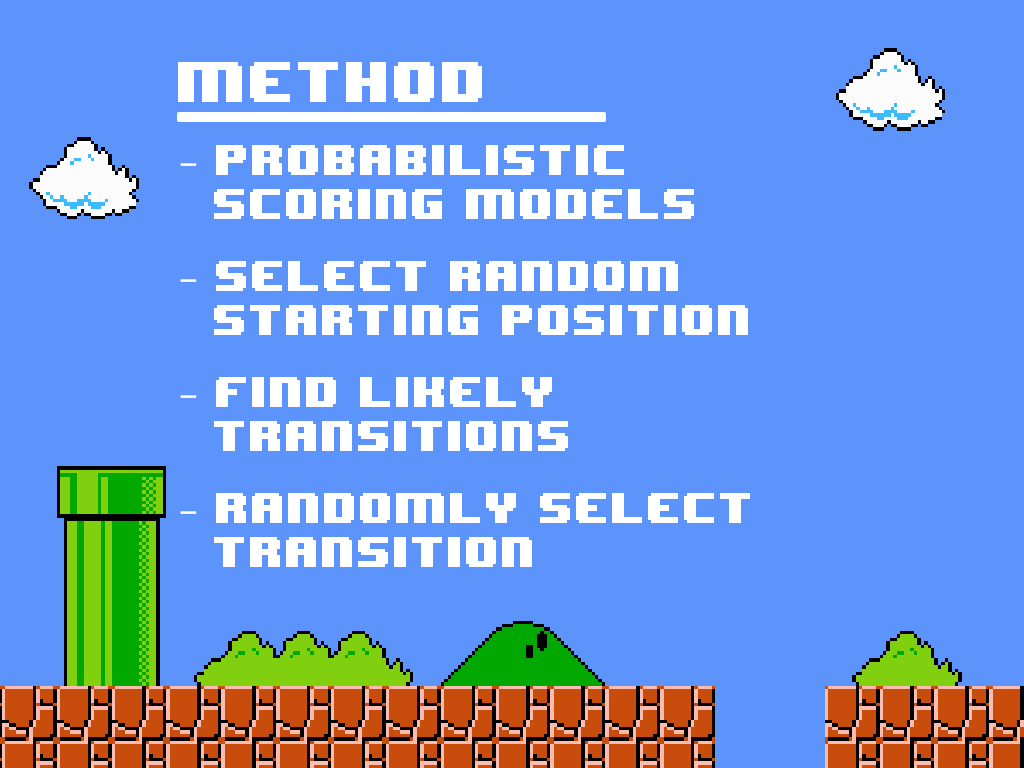 METHOD
- PROBABILISTIC
SCORING MODELS
- SELECT RANDOM
STARTING POSITION
- FIND LIKELY
TRANSITIONS
- RANDOMLY SELECT
TRANSITION